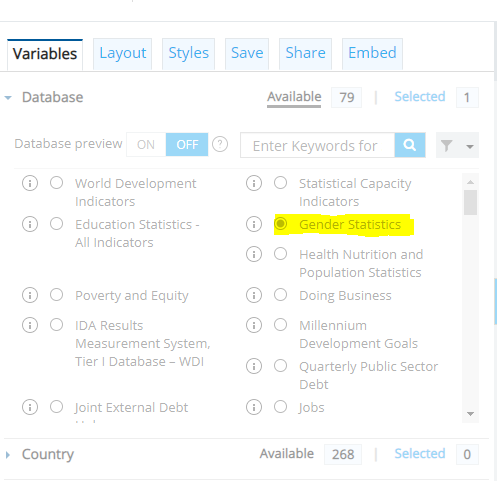 Variables Layout Styles Save Share Embed
Database Available 79 | Selected 1
Database preview ON OFF ? Enter Keywords for
World Development
Indicators
Statistical Capacity
Indicators
Education Statistics -
All Indicators
Gender Statistics
Health Nutrition and
Population Statistics
Poverty and Equity
Doing Business
IDA Results
Measurement System,
Tier I Database – WDI
Millennium
Development Goals
Quarterly Public Sector
Debt
Joint External Debt
Jobs
Country Available 268 | Selected 0